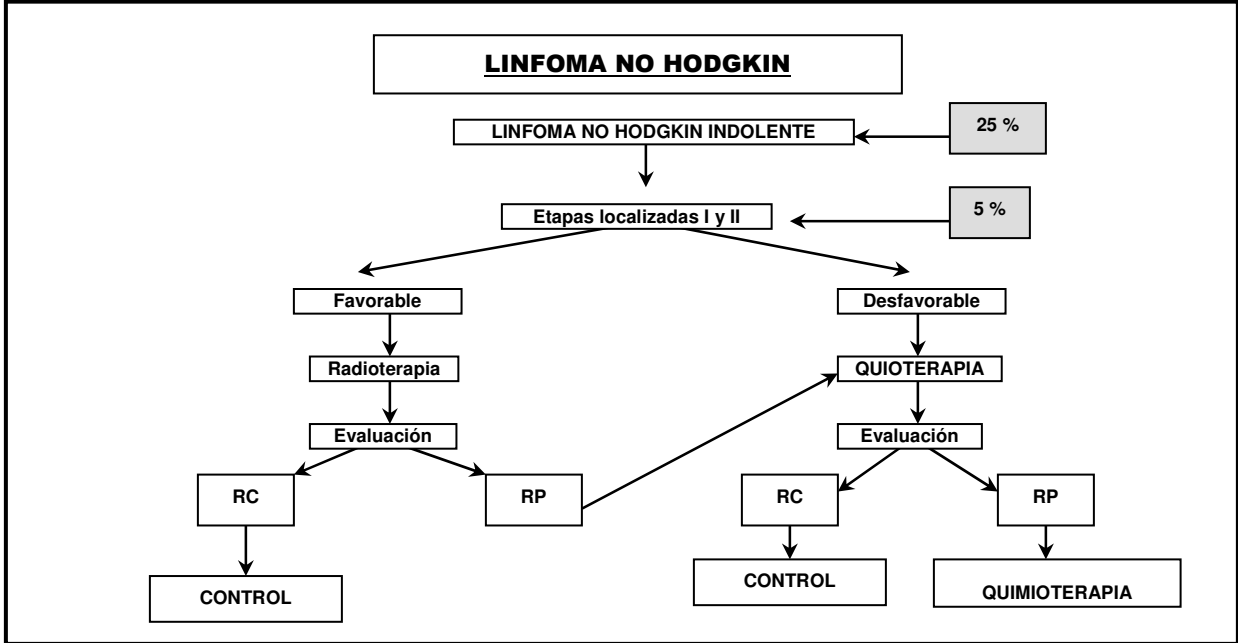 LINFOMA NO HODGKIN
LINFOMA NO HODGKIN INDOLENTE
25 %
Etapas localizadas I y II
5 %
Favorable
Desfavorable
Radioterapia
QUIOTERAPIA
Evaluación
Evaluación
RC
RP
RC
RP
CONTROL
CONTROL
QUIMIOTERAPIA